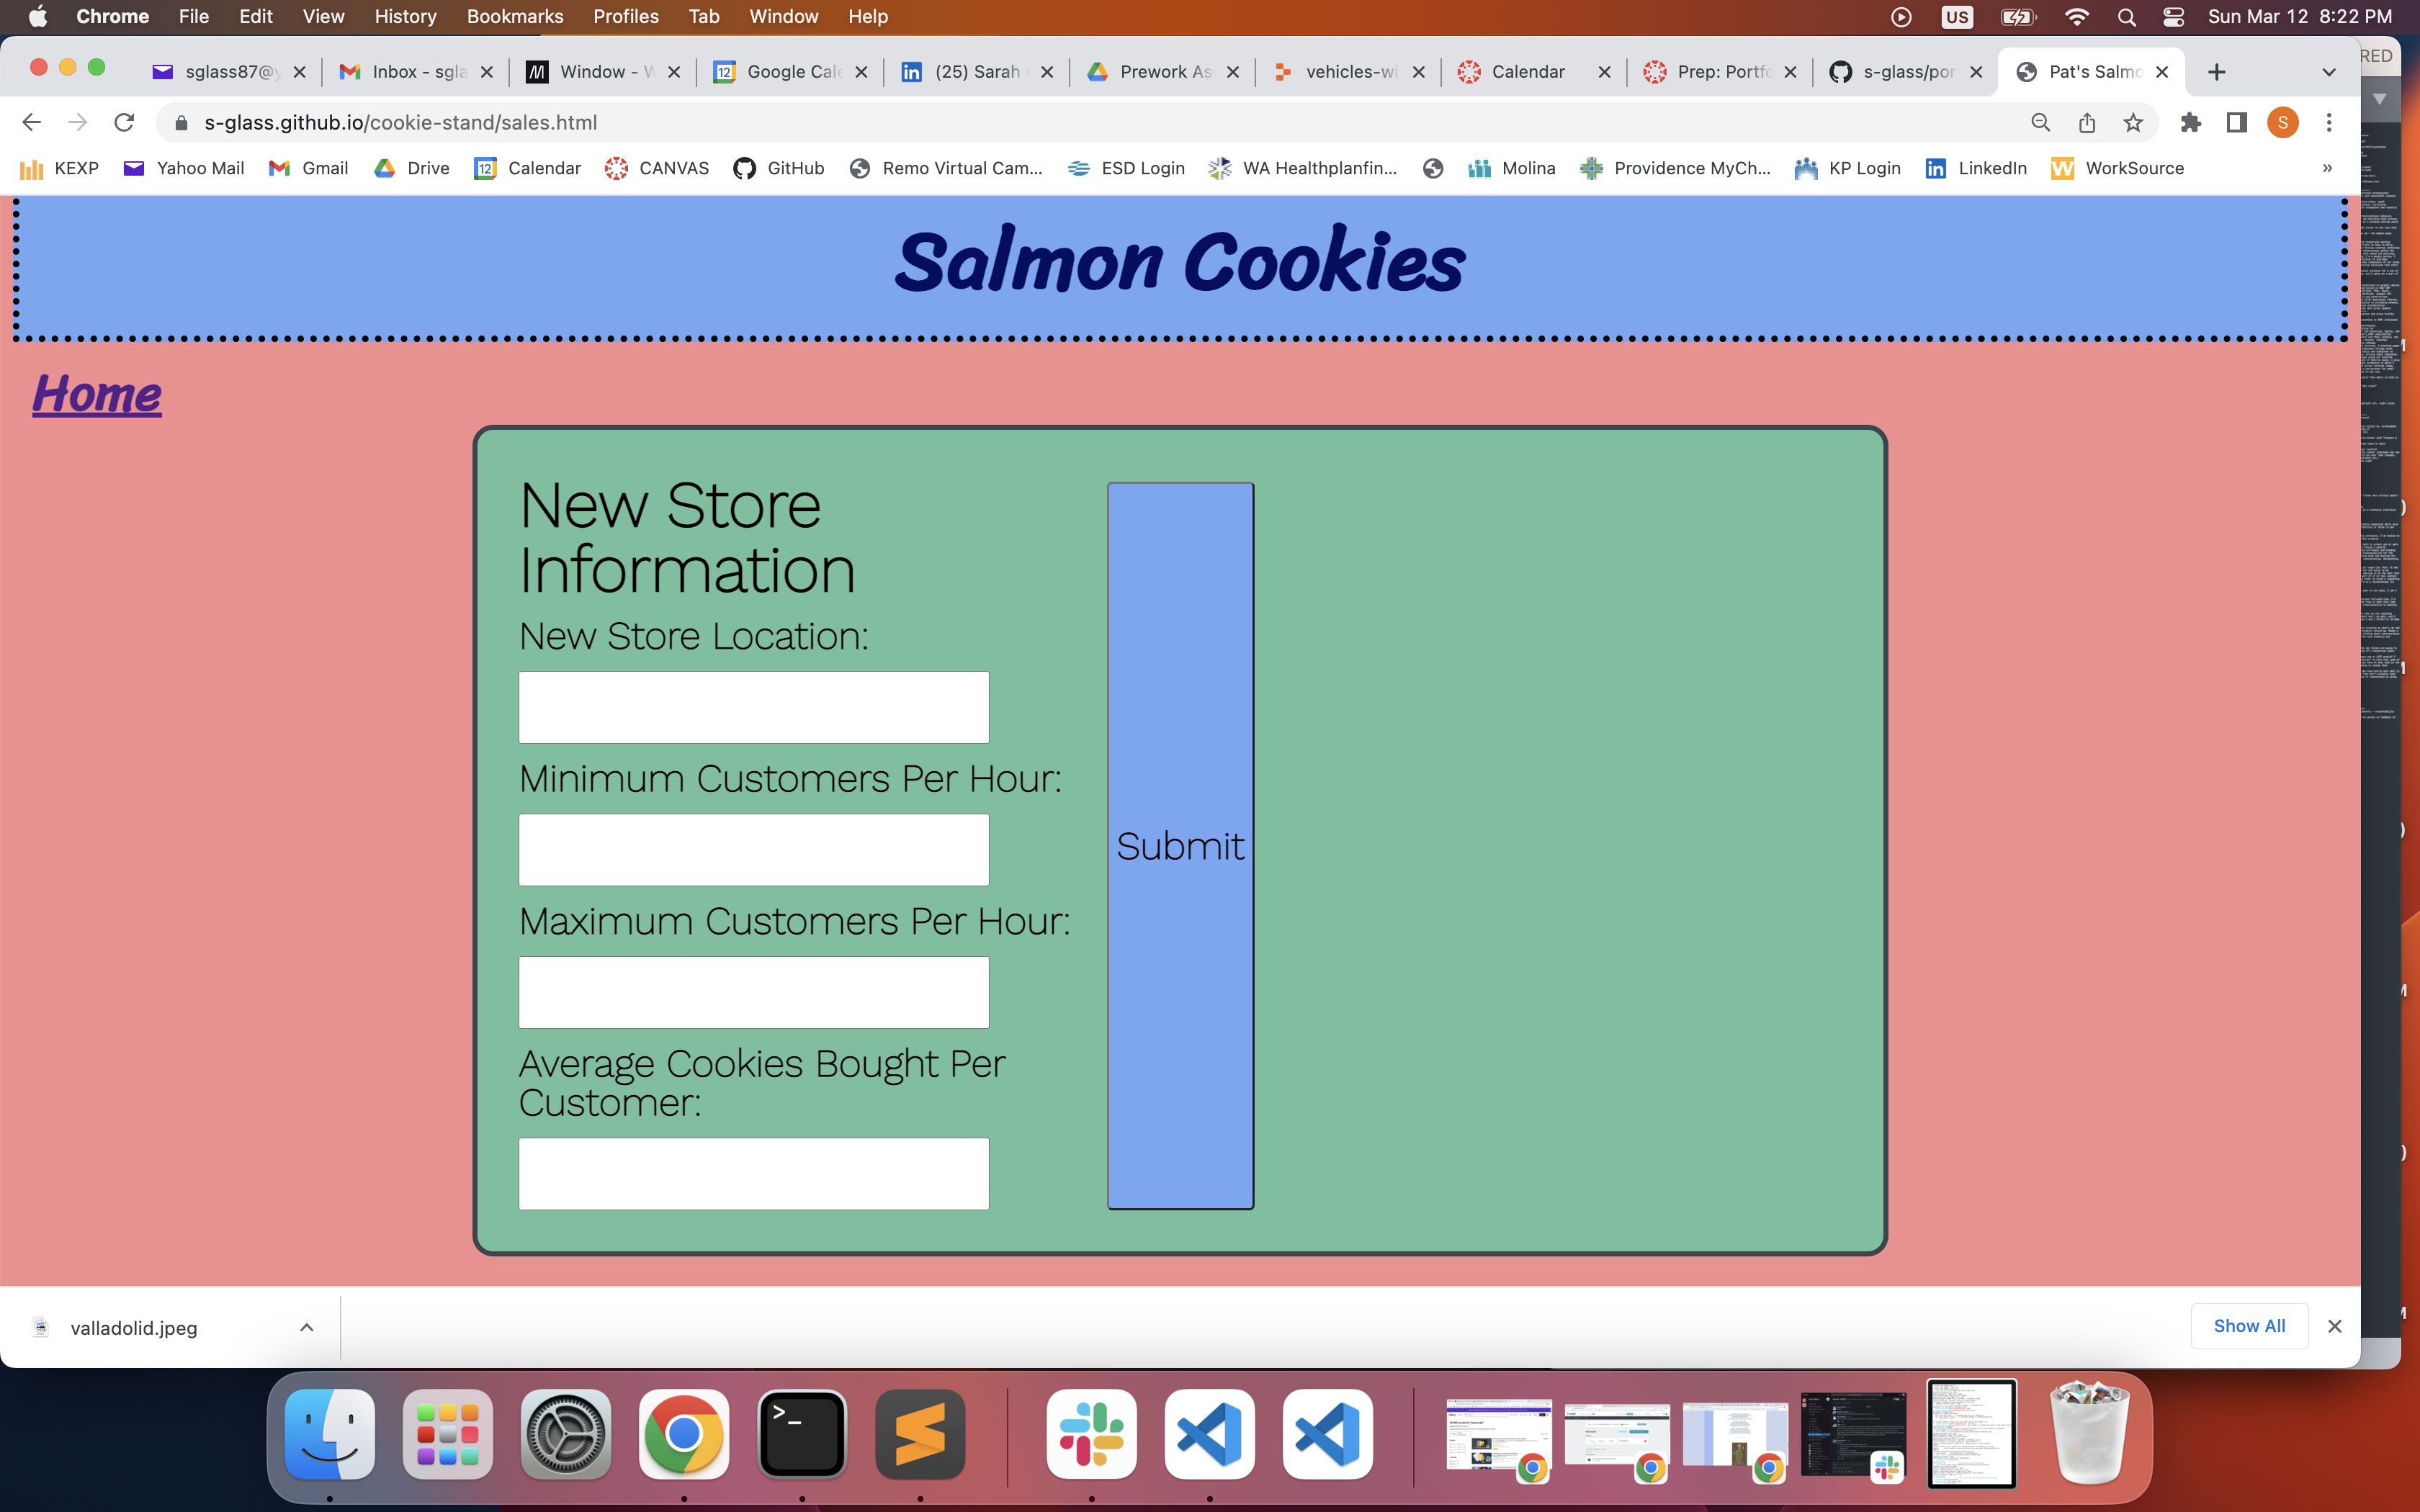 Chrome File Edit View History Bookmarks Profiles Tab Window Help US Sun Mar 12 8:22 PM
sglass87@y Inbox - sgla Window - W Google Cale (25) Sarah Prework As vehicles-wi Calendar Prep: Portfo s-glass/por Pat's Salmo RED
s-glass.github.io/cookie-stand/sales.html S
KEXP Yahoo Mail Gmail Drive 12 Calendar CANVAS GitHub Remo Virtual Cam... ESD Login WA Healthplanfin... Molina Providence MyCh... KP Login LinkedIn WorkSource »
Salmon Cookies
Home
New Store
Information
New Store Location:
Minimum Customers Per Hour:
Submit
Maximum Customers Per Hour:
Average Cookies Bought Per
Customer:
valladolid.jpeg
Show All